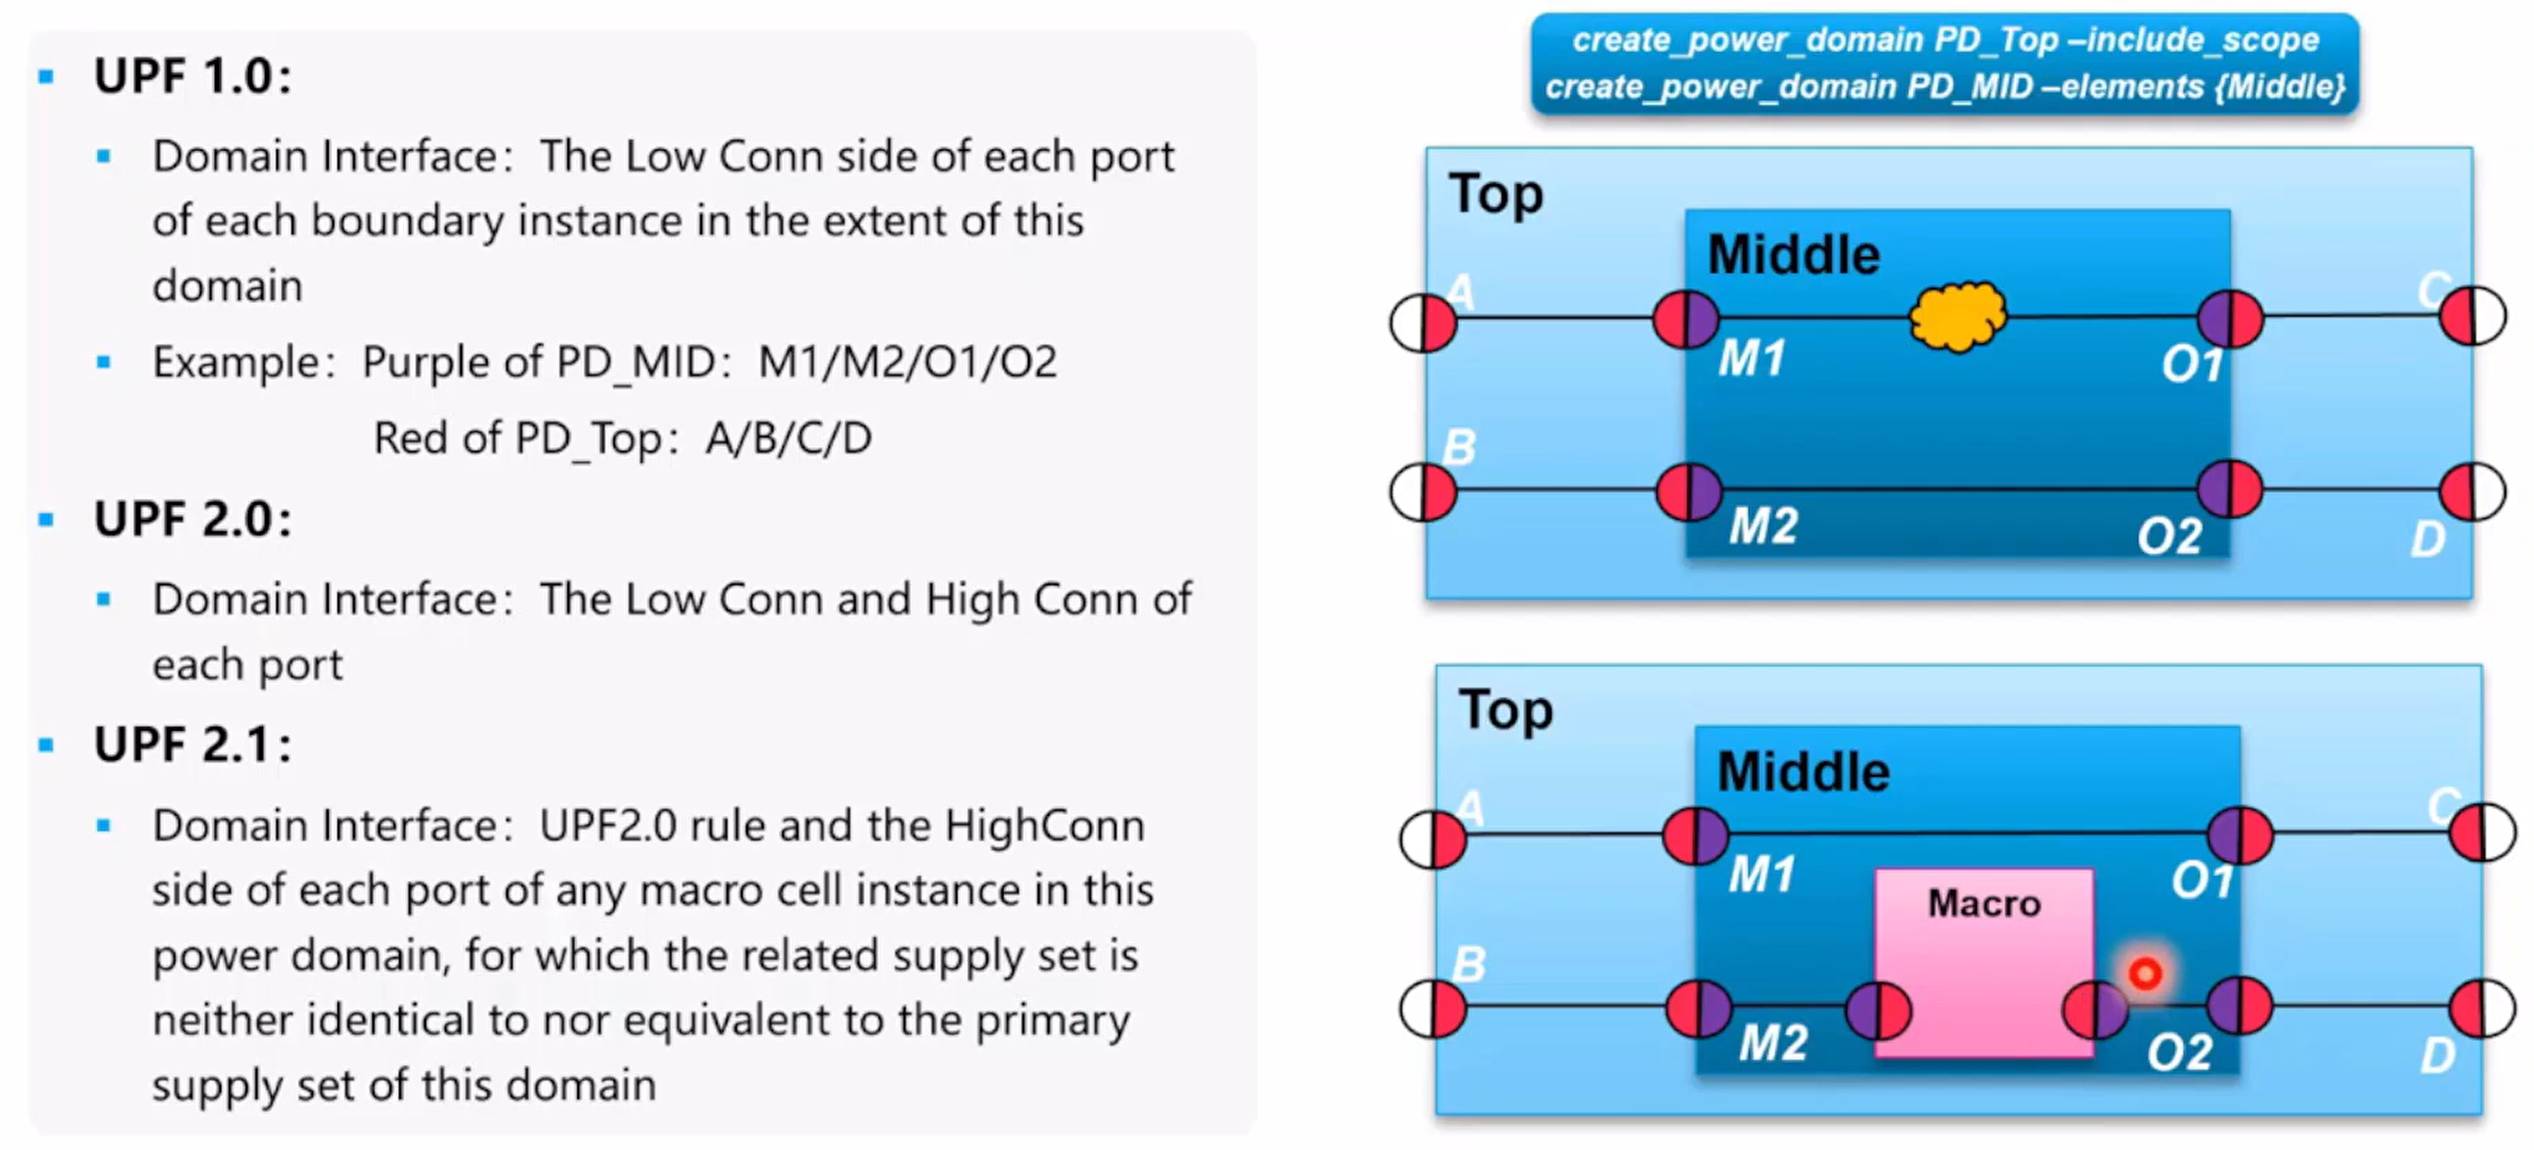 UPF 1.0：
Domain Interface：The Low Conn side of each port
of each boundary instance in the extent of this
domain
Example：Purple of PD_MID：M1/M2/O1/O2
Red of PD_Top：A/B/C/D
UPF 2.0：
Domain Interface：The Low Conn and High Conn of
each port
UPF 2.1：
Domain Interface：UPF2.0 rule and the HighConn
side of each port of any macro cell instance in this
power domain, for which the related supply set is
neither identical to nor equivalent to the primary
supply set of this domain
create_power_domain PD_Top –include_scope
create_power_domain PD_MID –elements {Middle}
Top
Middle
A
C
M1
O1
B
M2
O2
D
Top
Middle
A
C
M1
O1
Macro
B
M2
O2
D